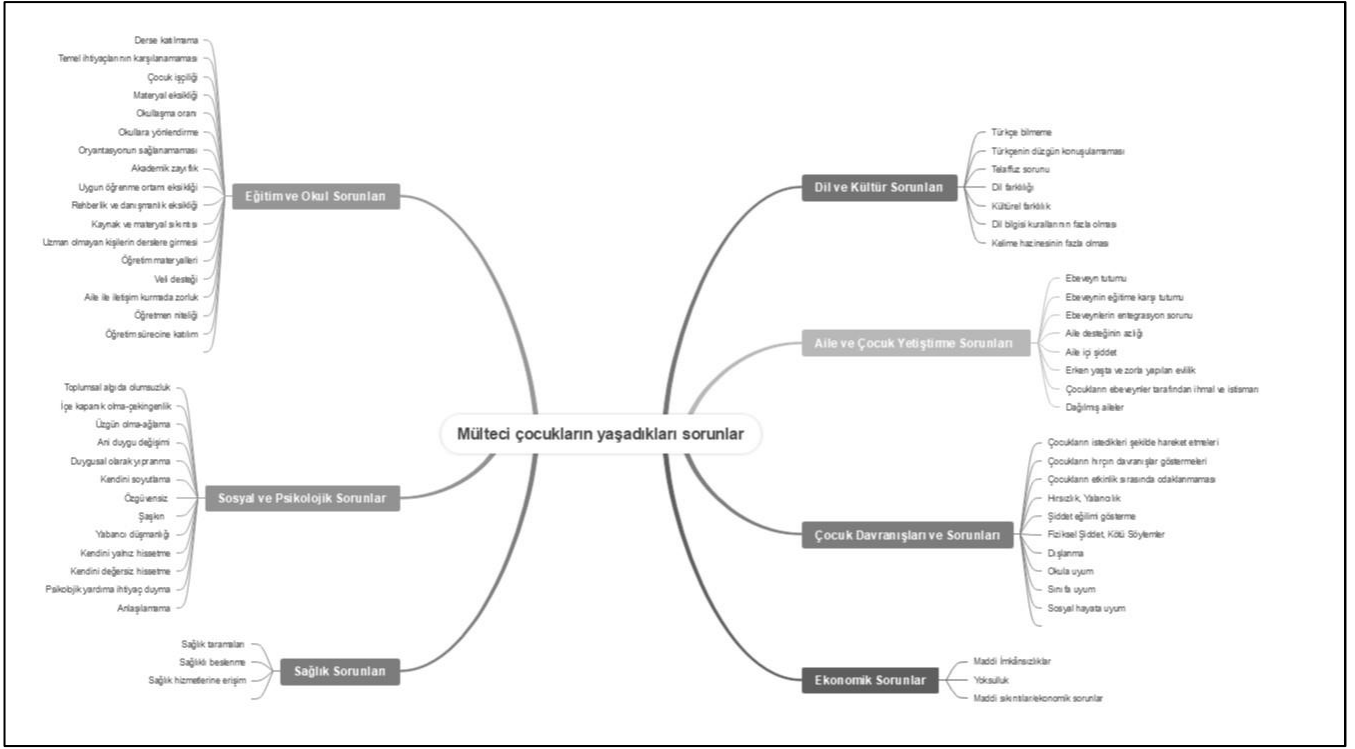 Mülteci çocukların yaşadıkları sorunlar
Eğitim ve Okul Sorunları
Derse katılmama
Temel ihtiyaçlarının karşılanamaması
Çocuk işçiliği
Materyal eksikliği
Okullaşma oranı
Okullara yönlendirme
Oryantasyonun sağlanamaması
Akademik zayıflık
Uygun öğrenme ortamı eksikliği
Rehberlik ve danışmanlık eksikliği
Kaynak ve materyal sıkıntısı
Uzman olmayan kişilerin derslere girmesi
Öğretim materyalleri
Veli desteği
Aile ile iletişim kurmada zorluk
Öğretmen niteliği
Öğretim sürecine katılım
Sosyal ve Psikolojik Sorunlar
Toplumsal algıda olumsuzluk
İçe kapanık olma-çekingenlik
Üzgün olma-ağlama
Ani duygu değişimi
Duygusal olarak yıpranma
Kendini soyutlama
Özgüvensiz
Şaşkın
Yabancı düşmanlığı
Kendini yalnız hissetme
Kendini değersiz hissetme
Psikolojik yardıma ihtiyaç duyma
Anlaşılamama
Sağlık Sorunları
Sağlık taramaları
Sağlıklı beslenme
Sağlık hizmetlerine erişim
Dil ve Kültür Sorunları
Türkçe bilmeme
Türkçenin düzgün konuşulamaması
Telaffuz sorunu
Dil farklılığı
Kültürel farklılık
Dil bilgisi kurallarının fazla olması
Kelime hazinesinin fazla olması
Aile ve Çocuk Yetiştirme Sorunları
Ebeveyn tutumu
Ebeveynin eğitime karşı tutumu
Ebeveynlerin entegrasyon sorunu
Aile desteğinin azlığı
Aile içi şiddet
Erken yaşta ve zorla yapılan evlilik
Çocukların ebeveynler tarafından ihmal ve istismarı
Dağılmış aileler
Çocuk Davranışları ve Sorunları
Çocukların istedikleri şekilde hareket etmeleri
Çocukların hırçın davranışlar göstermeleri
Çocukların etkinlik sırasında odaklanmaması
Hırsızlık, Yalancılık
Şiddet eğilimi gösterme
Fiziksel Şiddet, Kötü Söylemler
Dışlanma
Okula uyum
Sınıfa uyum
Sosyal hayata uyum
Ekonomik Sorunlar
Maddi İmkânsızlıklar
Yoksulluk
Maddi sıkıntılar/ekonomik sorunlar